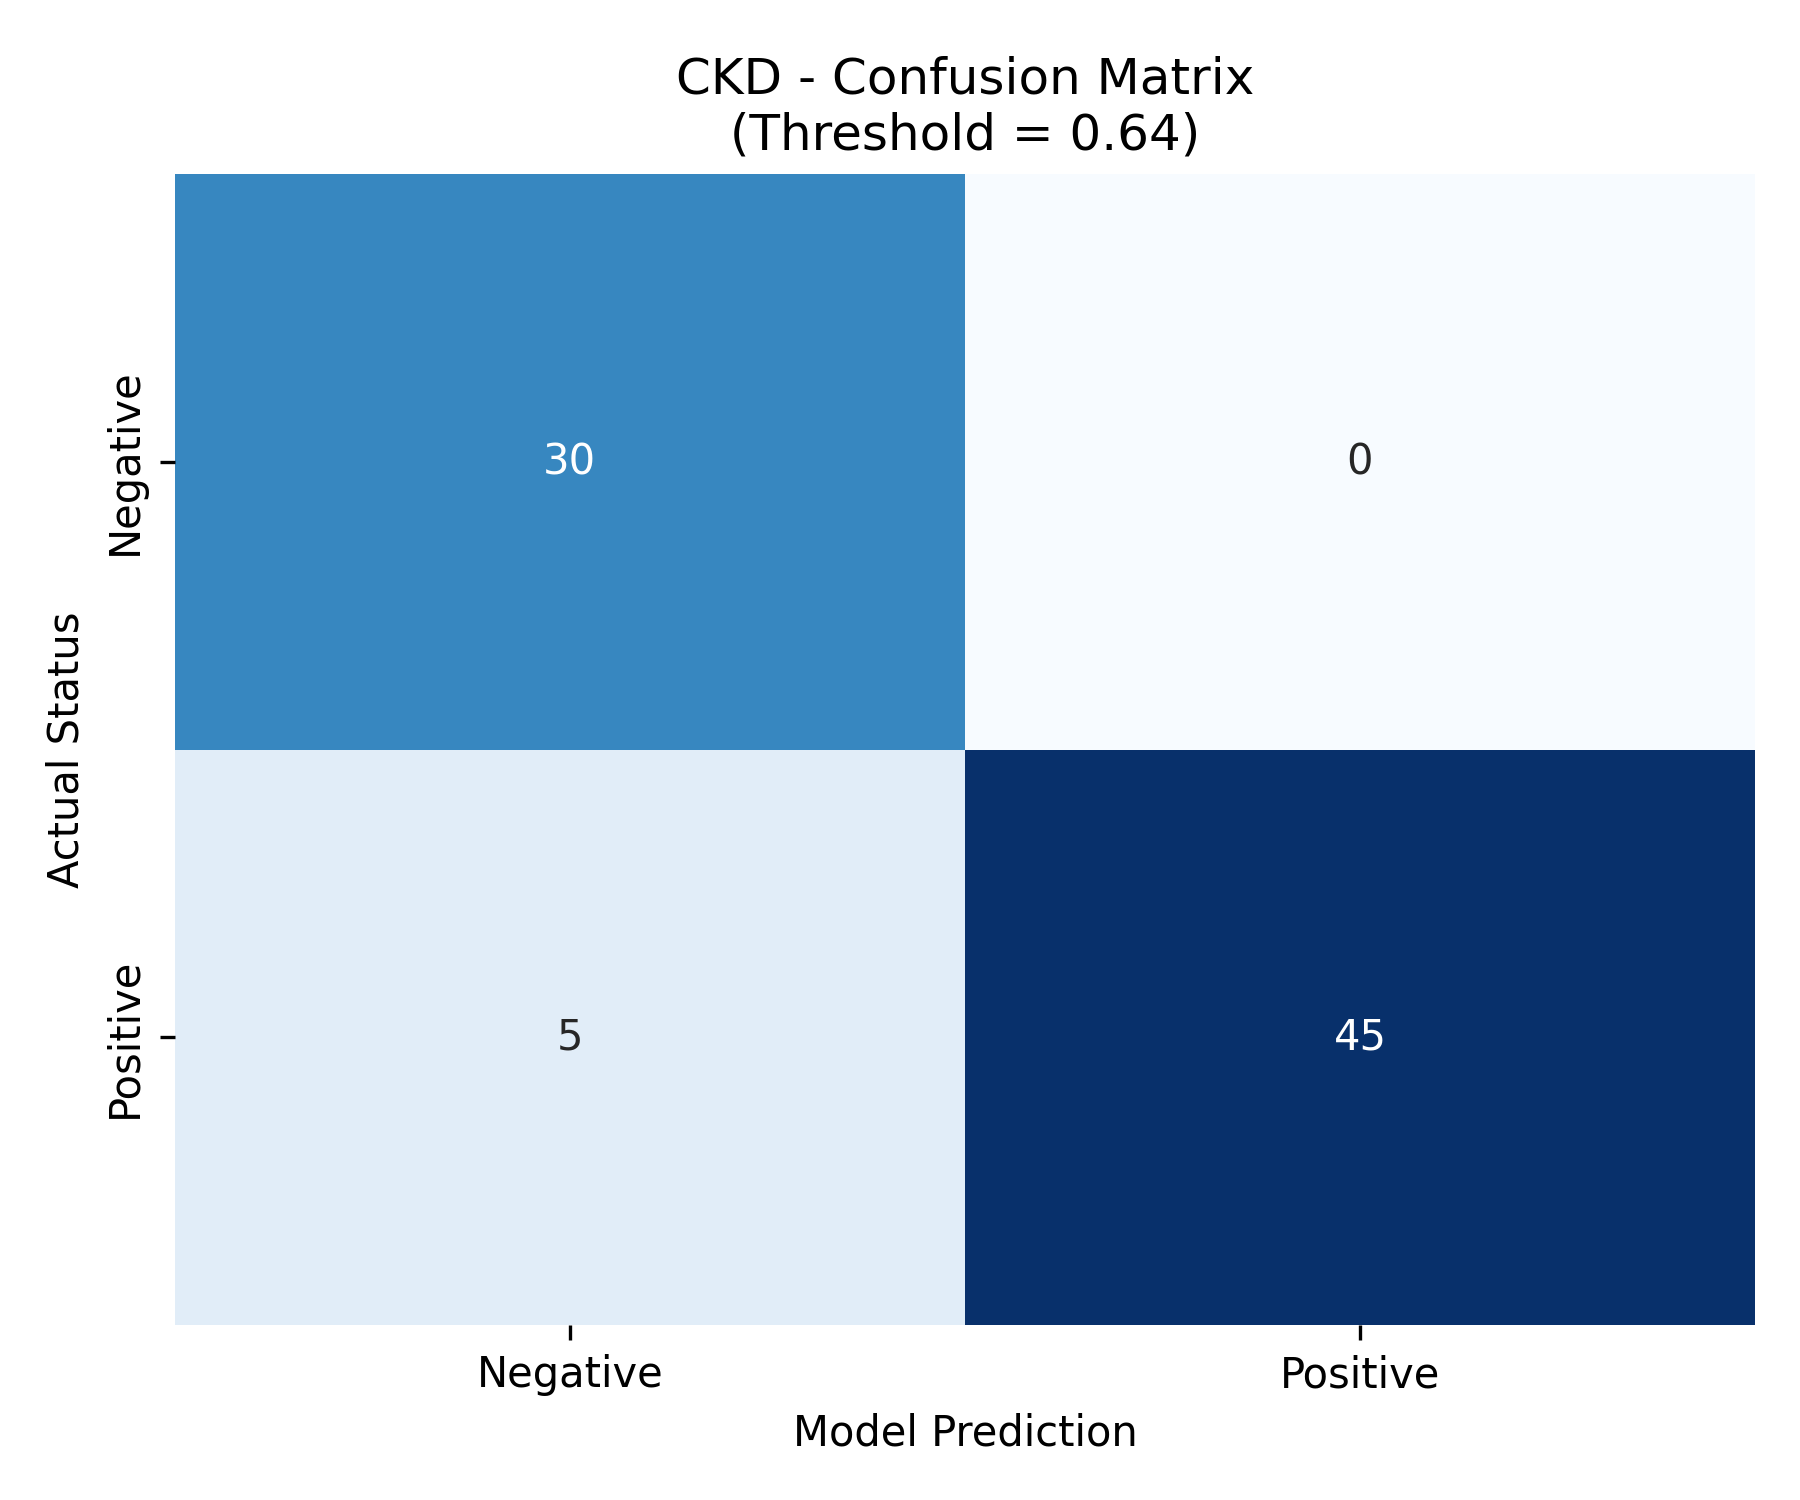 CKD - Confusion Matrix
(Threshold = 0.64)
Actual Status
Negative
30
0
Positive
5
45
Negative
Positive
Model Prediction